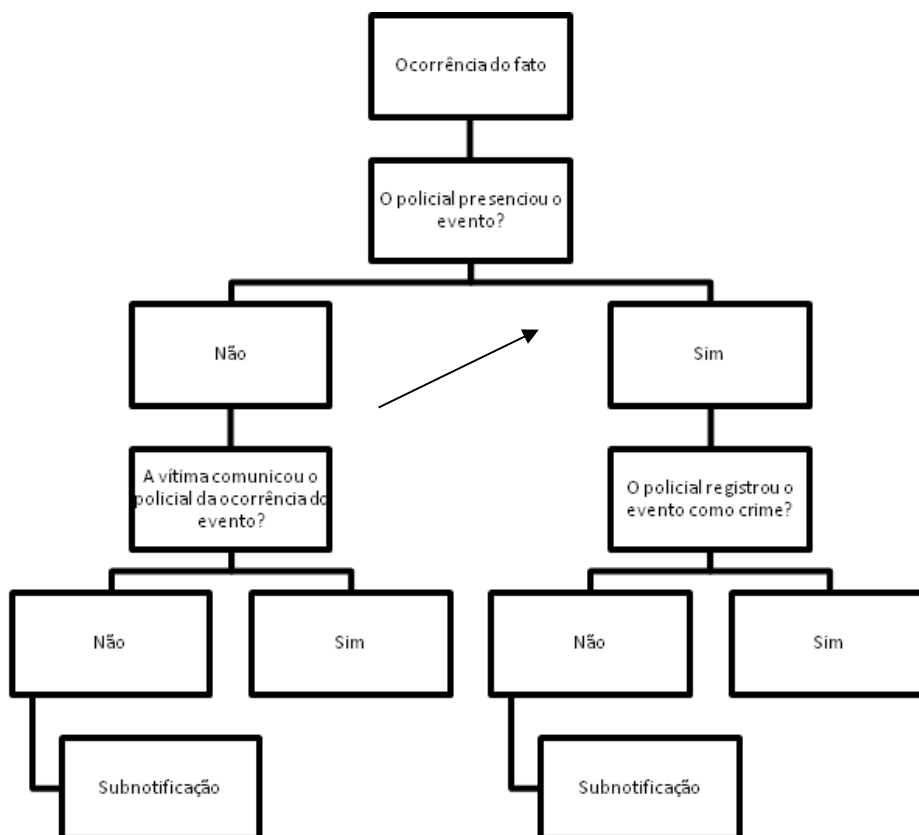 Ocorrência do fato
O policial presenciou o
evento?
Não
Sim
A vítima comunicou o
policial da ocorrência do
evento?
O policial registrou o
evento como crime?
Não
Sim
Não
Sim
Subnotificação
Subnotificação